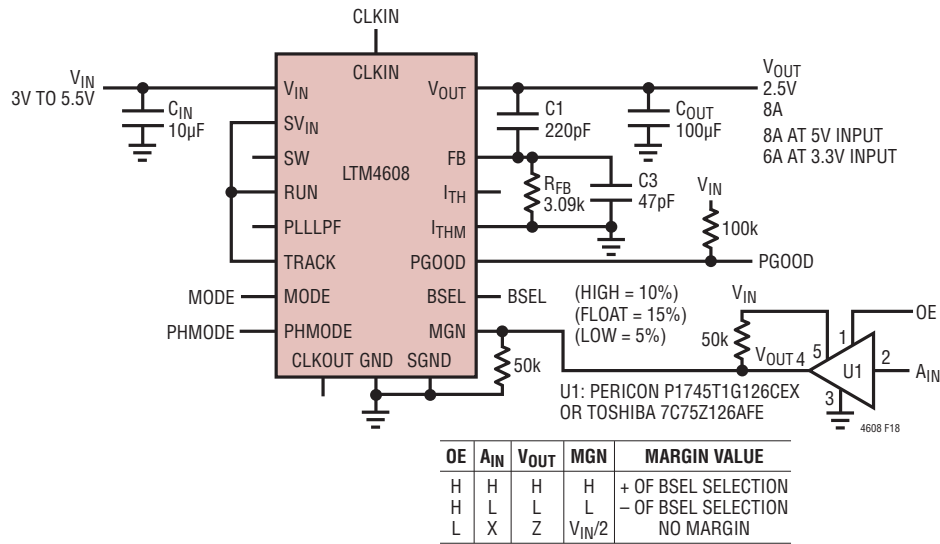 CLKIN
VIN
3V TO 5.5V
CIN
10µF
CLKIN
VIN
SVIN
SW
RUN
PLLLPF
TRACK
MODE
MODE
PHMODE
PHMODE
CLKOUT GND SGND
LTM4608
VOUT
FB
ITH
ITHM
PGOOD
BSEL
MGN
C1
220pF
COUT
100µF
VOUT
2.5V
8A
8A AT 5V INPUT
6A AT 3.3V INPUT
RFB
3.09k
C3
47pF
VIN
100k
PGOOD
BSEL
(HIGH = 10%)
(FLOAT = 15%)
(LOW = 5%)
50k
VIN
50k
VOUT 4
5
1
2
3
U1
OE
AIN
U1: PERICON P1745T1G126CEX
OR TOSHIBA 7C75Z126AFE
4608 F18
OE AIN VOUT MGN MARGIN VALUE
H H H H + OF BSEL SELECTION
H L L L – OF BSEL SELECTION
L X Z VIN/2 NO MARGIN